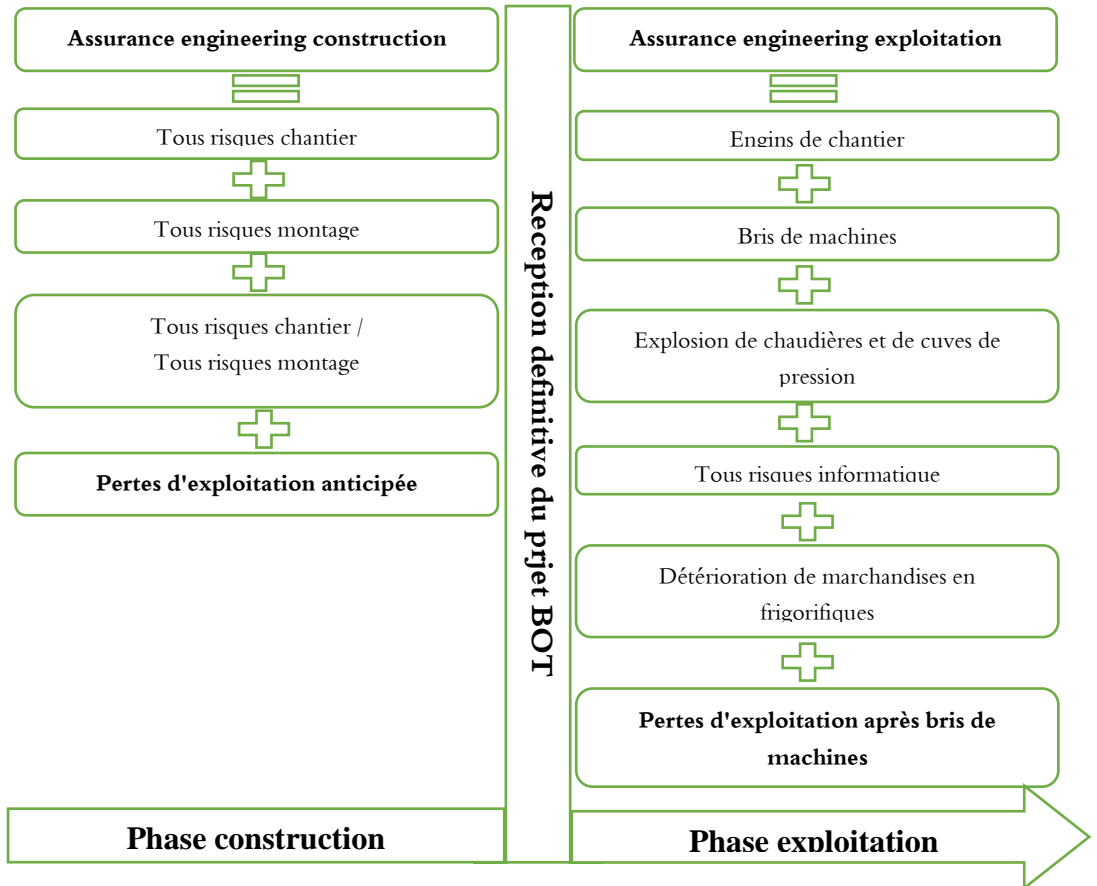 Assurance engineering construction
Tous risques chantier
Tous risques montage
Tous risques chantier /
Tous risques montage
Pertes d'exploitation anticipée
Reception definitive du prjet BOT
Assurance engineering exploitation
Engins de chantier
Bris de machines
Explosion de chaudières et de cuves de
pression
Tous risques informatique
Détérioration de marchandises en
frigorifiques
Pertes d'exploitation après bris de
machines
Phase construction
Phase exploitation